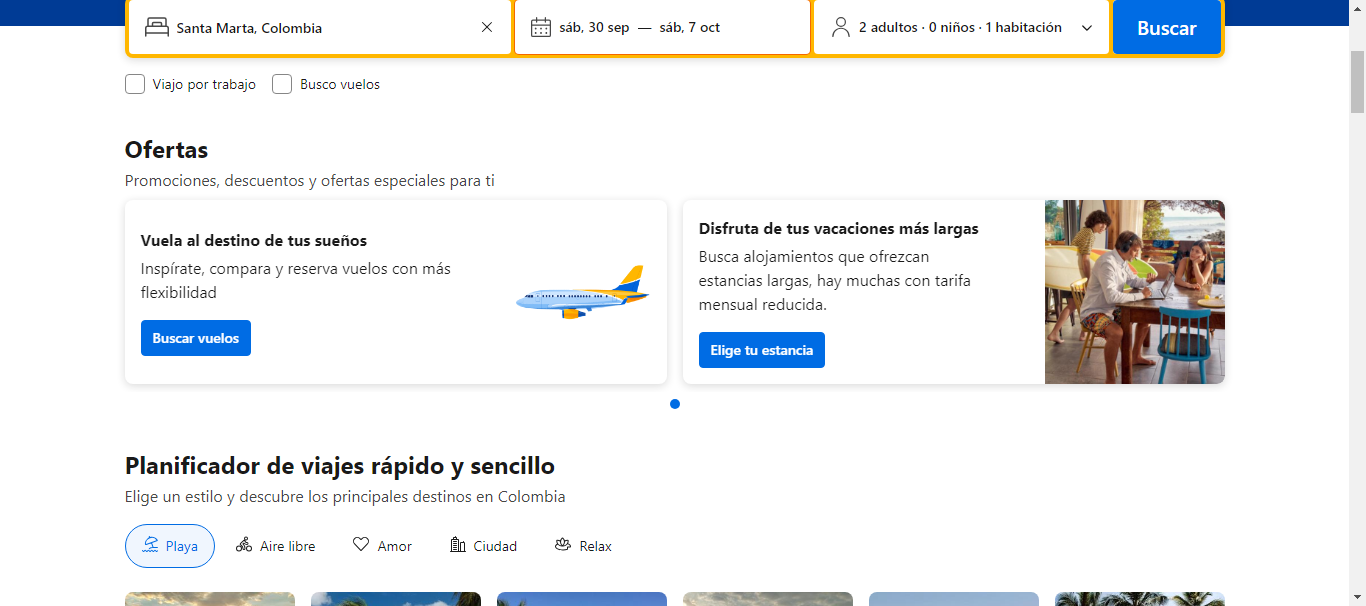 Santa Marta, Colombia
sáb, 30 sep — sáb, 7 oct
2 adultos · 0 niños · 1 habitación
Buscar
Viajo por trabajo
Busco vuelos
Ofertas
Promociones, descuentos y ofertas especiales para ti
Vuela al destino de tus sueños
Inspírate, compara y reserva vuelos con más
flexibilidad
Buscar vuelos
Disfruta de tus vacaciones más largas
Busca alojamientos que ofrezcan
estancias largas, hay muchas con tarifa
mensual reducida.
Elige tu estancia
Planificador de viajes rápido y sencillo
Elige un estilo y descubre los principales destinos en Colombia
Playa
Aire libre
Amor
Ciudad
Relax